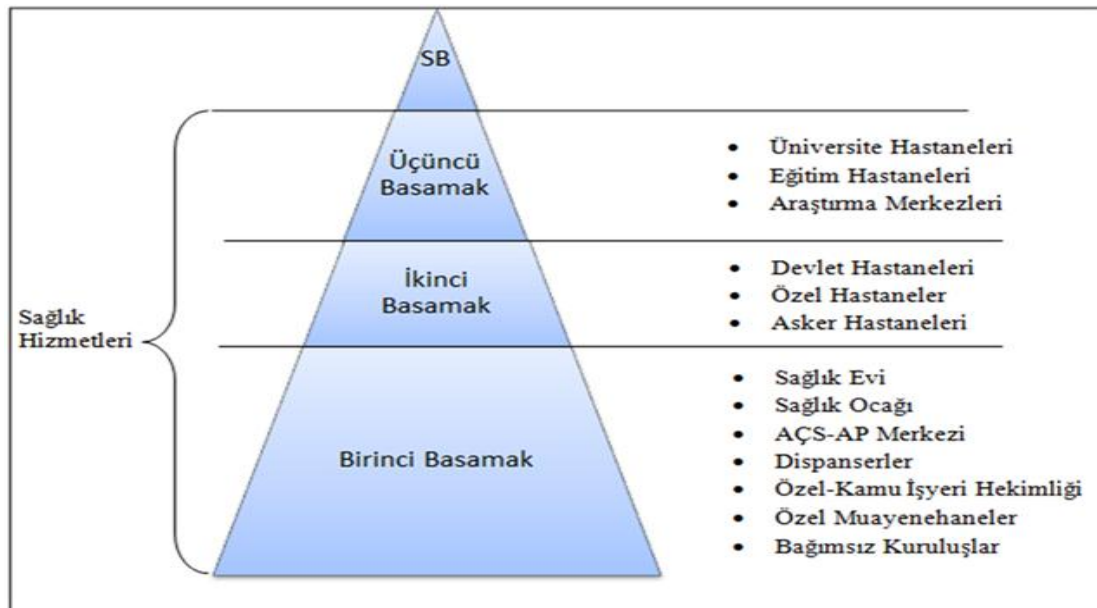 SB
Üçüncü
Basamak
• Üniversite Hastaneleri
• Eğitim Hastaneleri
• Araştırma Merkezleri
İkinci
Basamak
• Devlet Hastaneleri
• Özel Hastaneler
• Asker Hastaneleri
Sağlık
Hizmetleri
Birinci Basamak
• Sağlık Evi
• Sağlık Ocağı
• AÇS-AP Merkezi
• Dispanserler
• Özel-Kamu İşyeri Hekimliği
• Özel Muayenehaneler
• Bağımsız Kuruluşlar